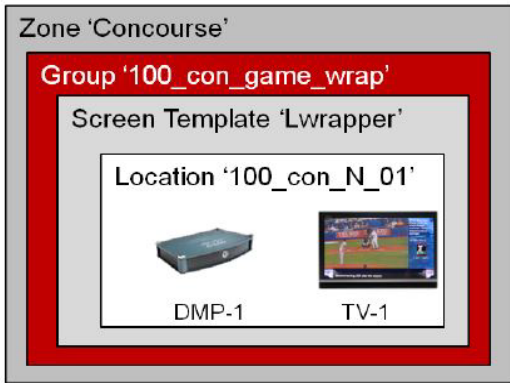 Zone ‘Concourse’
Group ‘100_con_game_wrap’
Screen Template ‘Lwrapper’
Location ‘100_con_N_01’
DMP-1
TV-1